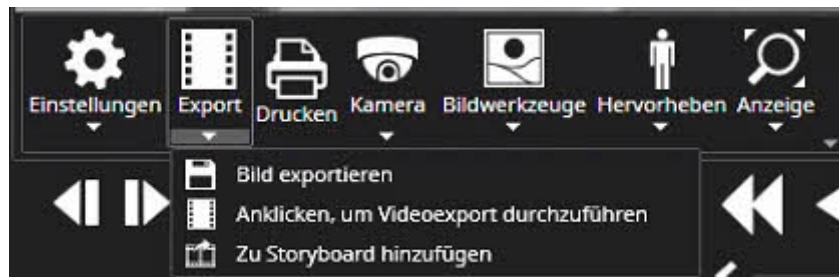 Einstellungen Export Drucken Kamera Bildwerkzeuge Hervorheben Anzeige
Bild exportieren
Anklicken, um Videoexport durchzuführen
Zu Storyboard hinzufügen